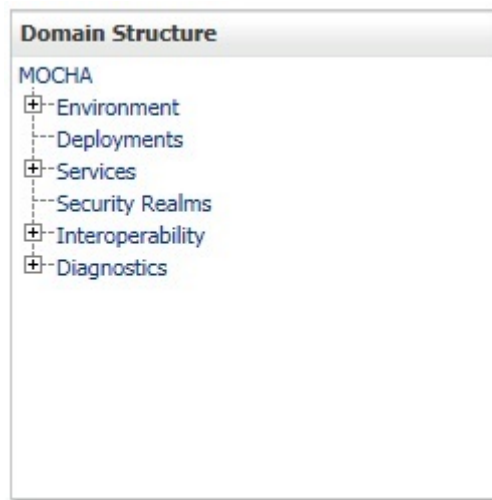 Domain Structure
MOCHA
Environment
Deployments
Services
Security Realms
Interoperability
Diagnostics